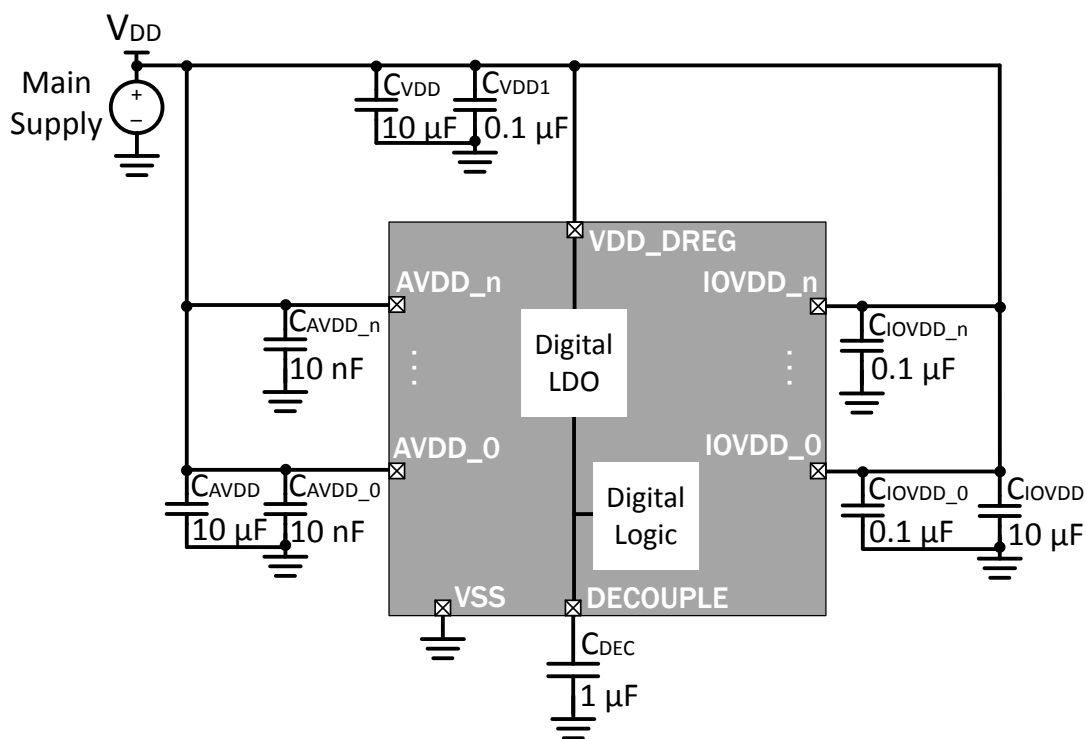 VDD
Main
Supply
+
−
CVDD
10 µF
CVDD1
0.1 µF
VDD_DREG
AVDD_n
IOVDD_n
CAVDD_n
10 nF
Digital
LDO
CIOVDD_n
0.1 µF
AVDD_0
IOVDD_0
CAVDD
10 µF
CAVDD_0
10 nF
Digital
Logic
CIOVDD_0
0.1 µF
CIOVDD
10 µF
VSS
DECOUPLE
CDEC
1 µF